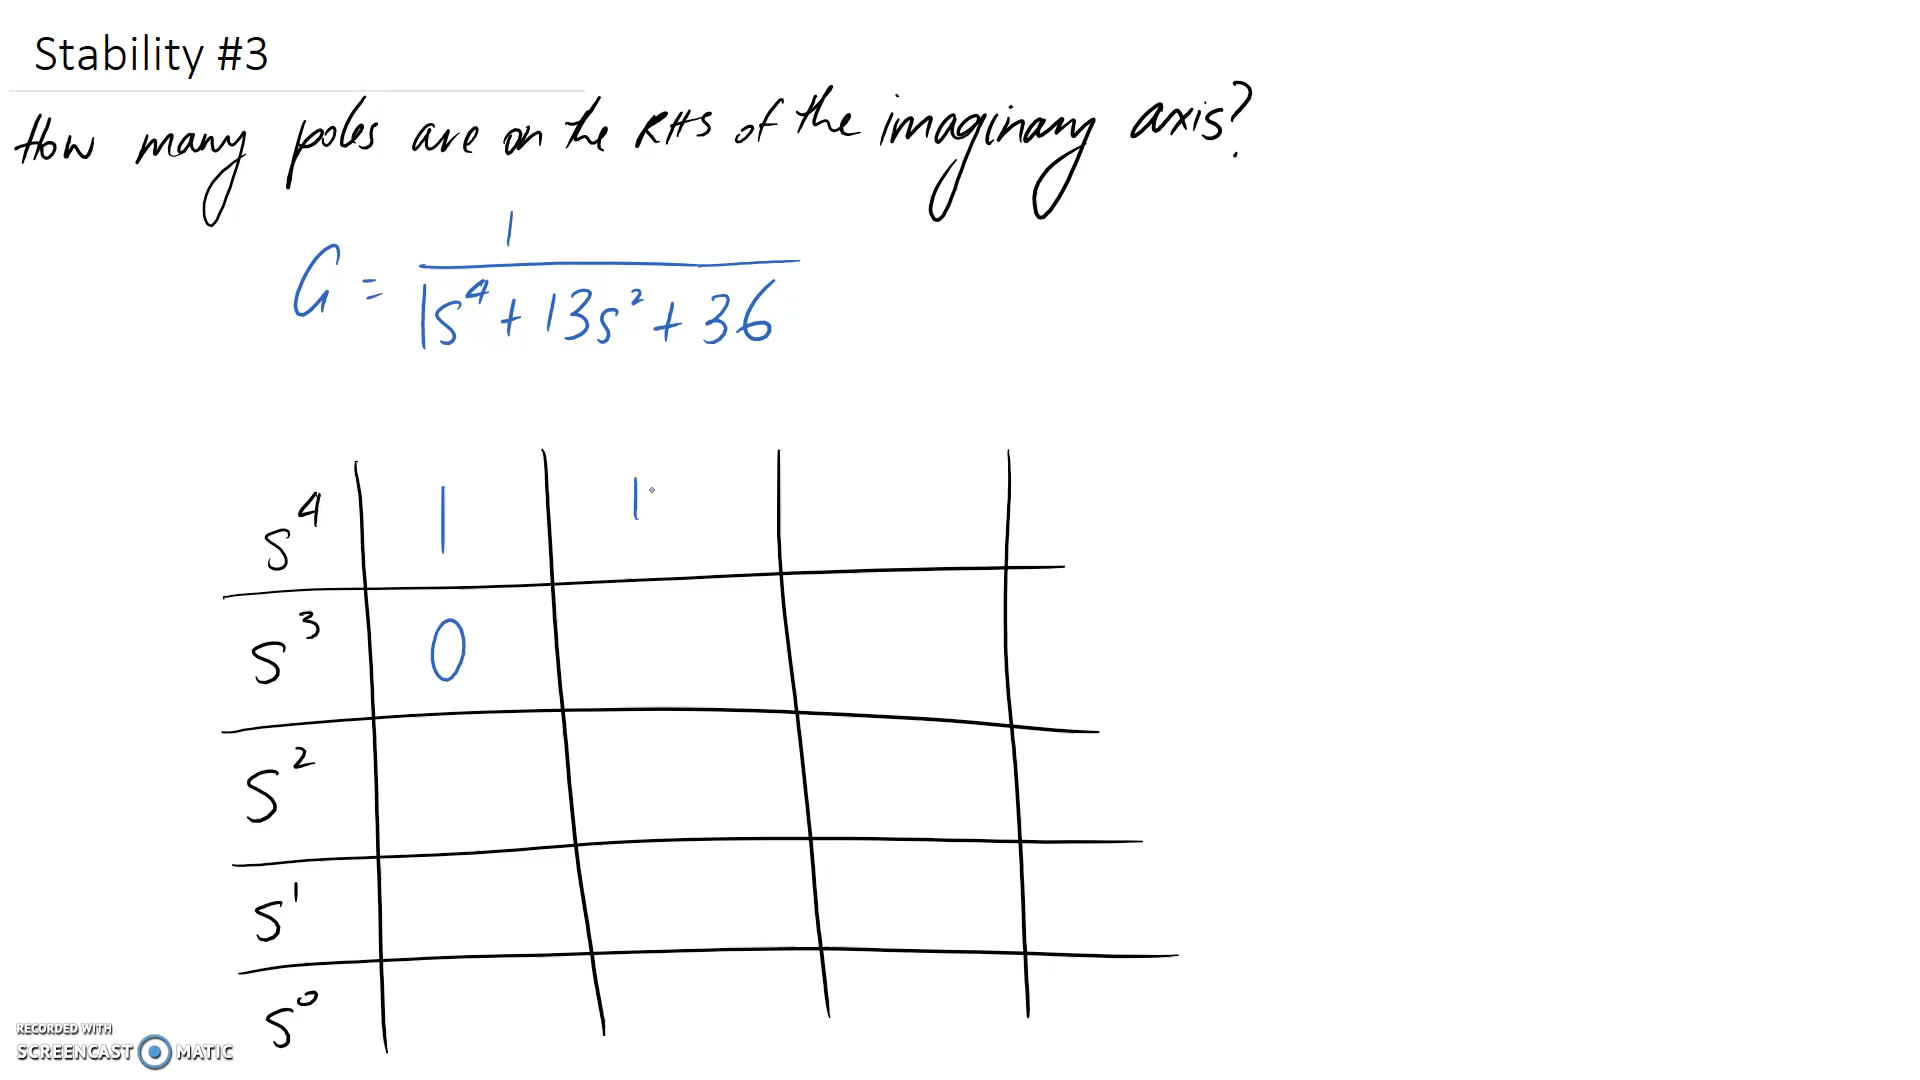 Stability #3
How many poles are on the RHS of the imaginary axis?
1
G = 
1s⁴ + 13s² + 36
s⁴ 1 1
s³ 0
s²
s¹
s⁰
RECORDED WITH
SCREENCAST MATIC